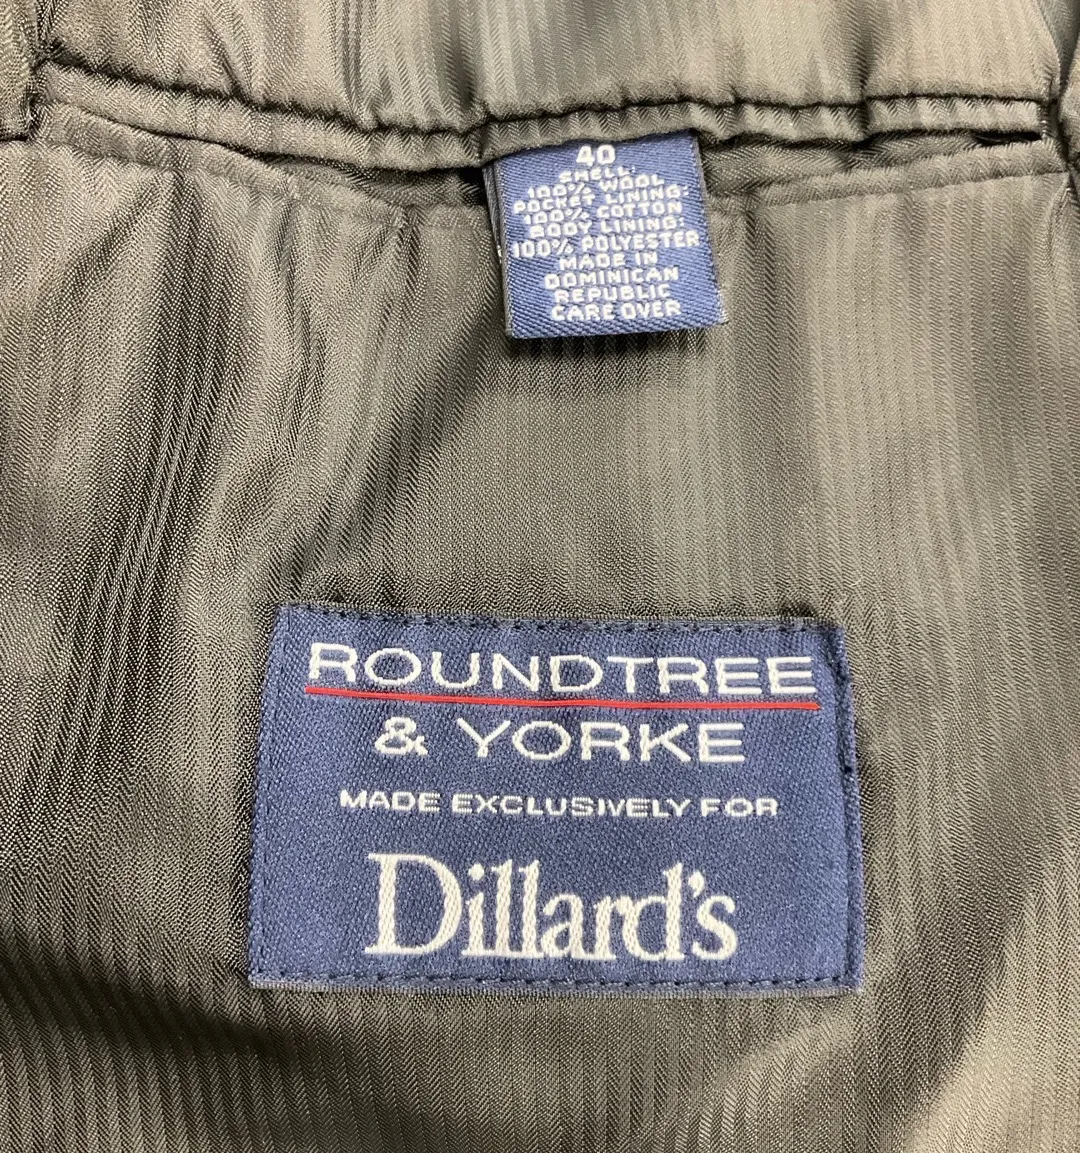 40
SHELL:
100% WOOL
POCKET LINING:
100% COTTON
BODY LINING:
100% POLYESTER
MADE IN
DOMINICAN
REPUBLIC
CARE OVER
ROUNDTREE
& YORKE
MADE EXCLUSIVELY FOR
Dillard's